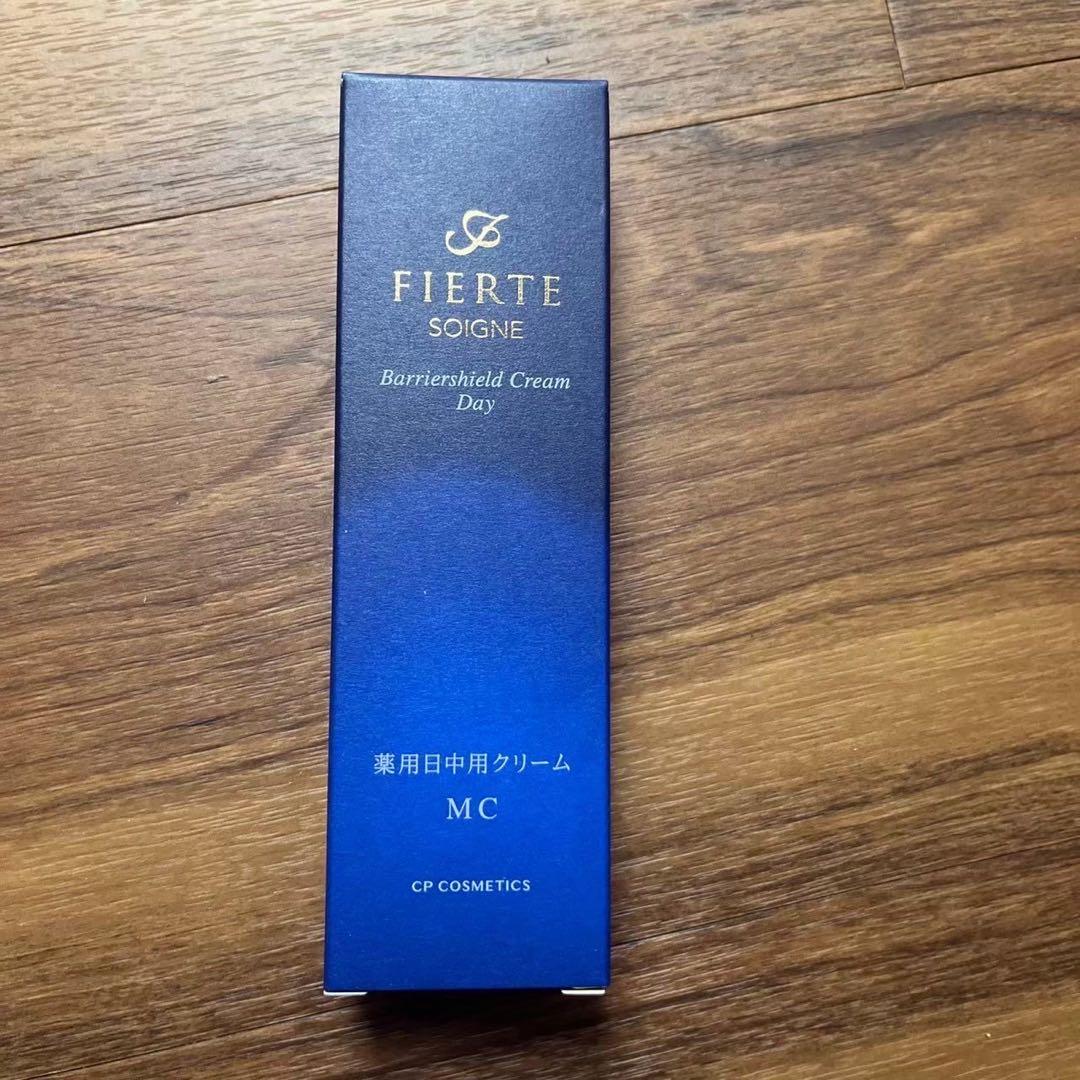 FIERTE
SOIGNE
Barriershield Cream
Day
薬用日中用クリーム
MC
CP COSMETICS